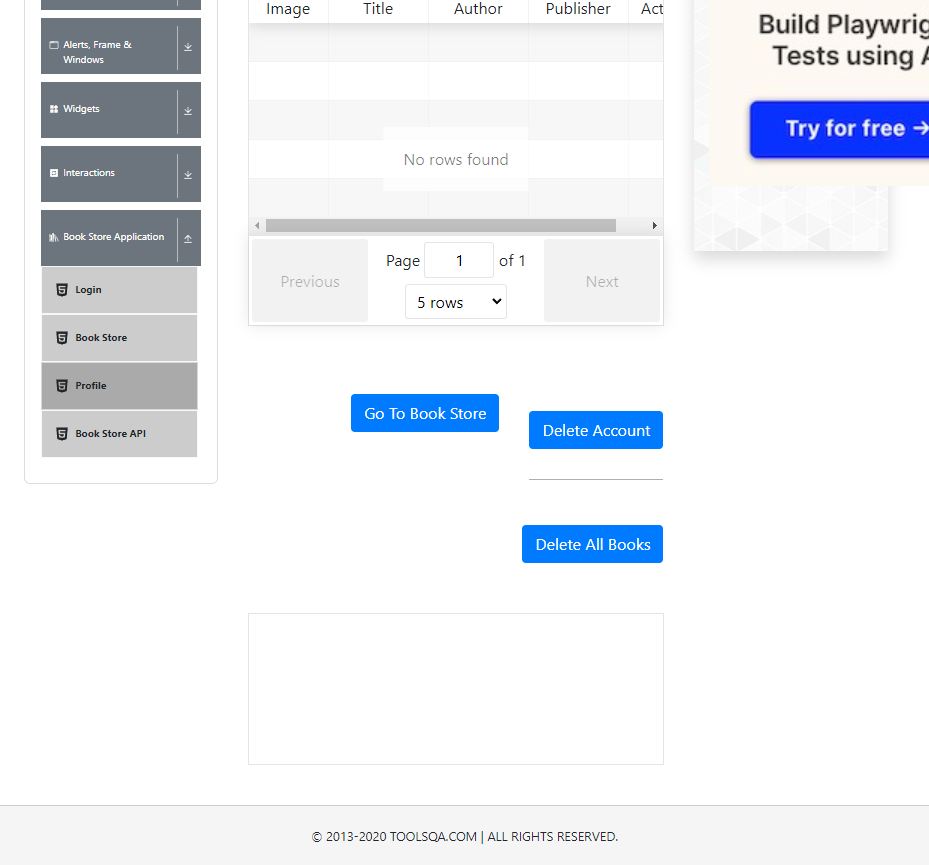 Alerts, Frame &
Windows
Widgets
Interactions
Book Store Application
Login
Book Store
Profile
Book Store API
Image Title Author Publisher Act
No rows found
Previous
Page 1 of 1
5 rows
Next
Go To Book Store
Delete Account
Delete All Books
Build Playwrig
Tests using A
Try for free →
© 2013-2020 TOOLSQA.COM | ALL RIGHTS RESERVED.